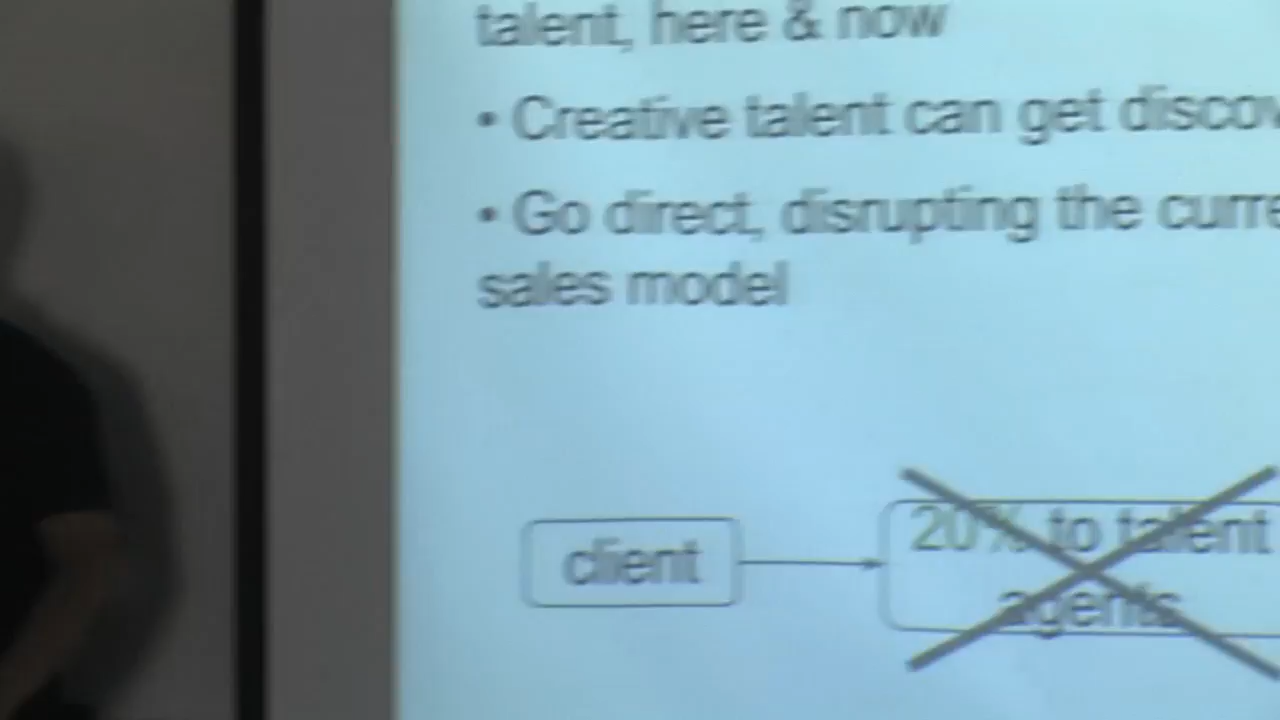 talent, here & now
• Creative talent can get
• Go direct, disrupting the
sales model
client
20% to talent
agents